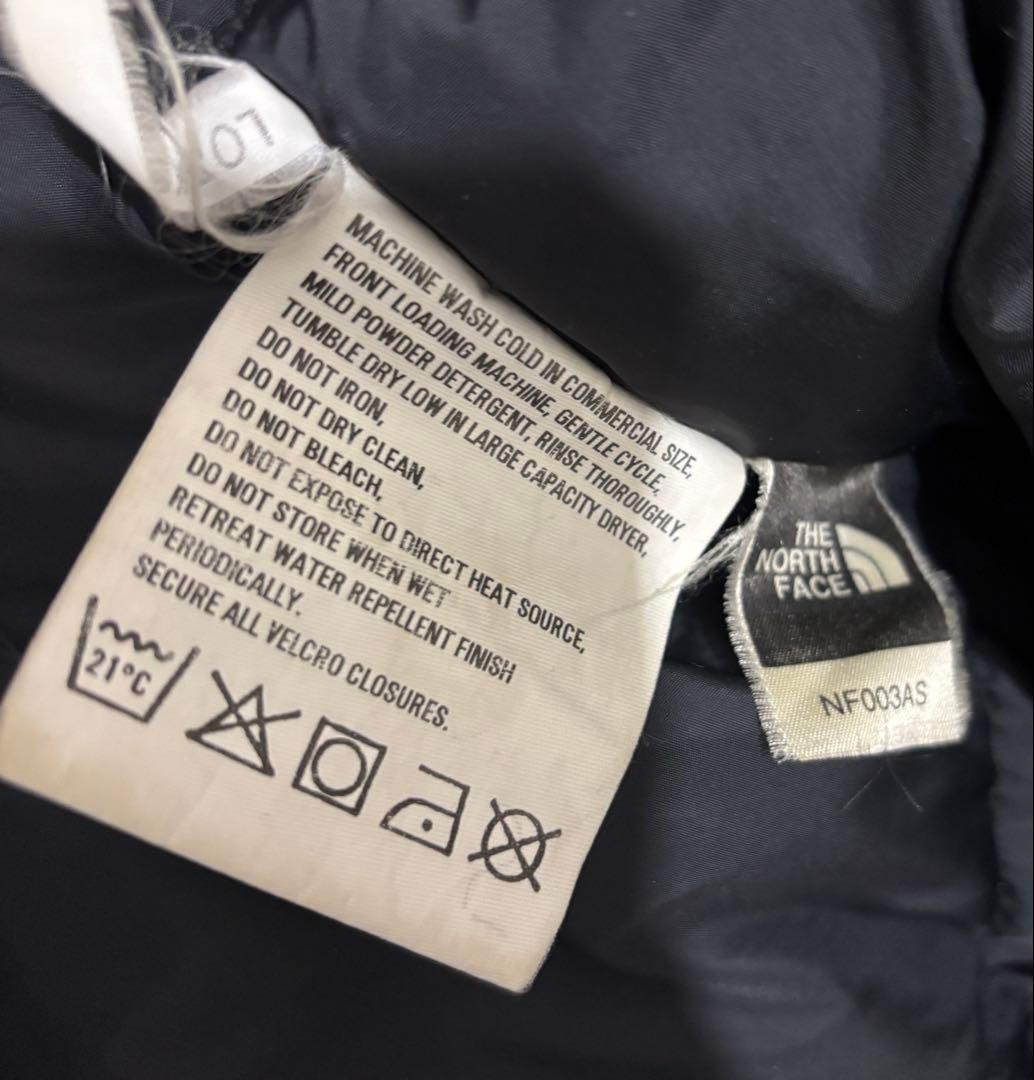 MACHINE WASH COLD IN COMMERCIAL SIZE,
FRONT LOADING MACHINE, GENTLE CYCLE,
MILD POWDER DETERGENT, RINSE THOROUGHLY,
TUMBLE DRY LOW IN LARGE CAPACITY DRYER,
DO NOT IRON,
DO NOT DRY CLEAN,
DO NOT BLEACH,
DO NOT EXPOSE TO DIRECT HEAT SOURCE,
DO NOT STORE WHEN WET
RETREAT WATER REPELLENT FINISH
PERIODICALLY.
SECURE ALL VELCRO CLOSURES.
21°C
THE
NORTH
FACE
NF003AS